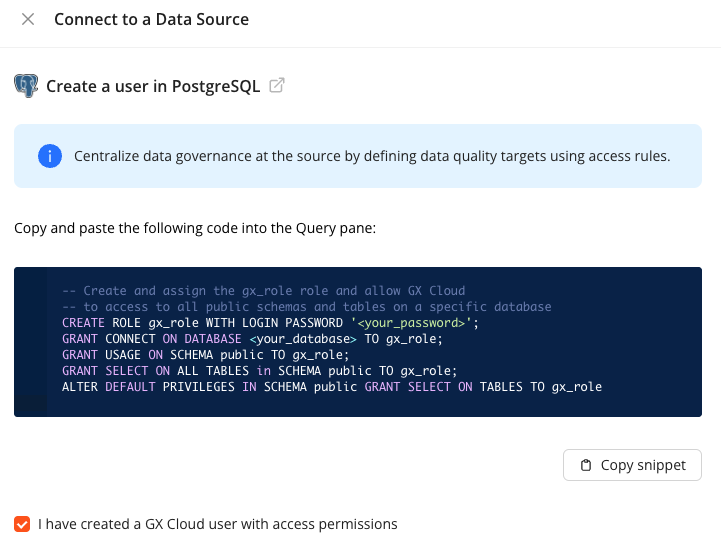 Connect to a Data Source
Create a user in PostgreSQL
Centralize data governance at the source by defining data quality targets using access rules.
Copy and paste the following code into the Query pane:
-- Create and assign the gx_role role and allow GX Cloud
-- to access to all public schemas and tables on a specific database
CREATE ROLE gx_role WITH LOGIN PASSWORD '<your_password>';
GRANT CONNECT ON DATABASE <your_database> TO gx_role;
GRANT USAGE ON SCHEMA public TO gx_role;
GRANT SELECT ON ALL TABLES in SCHEMA public TO gx_role;
ALTER DEFAULT PRIVILEGES IN SCHEMA public GRANT SELECT ON TABLES TO gx_role
Copy snippet
I have created a GX Cloud user with access permissions